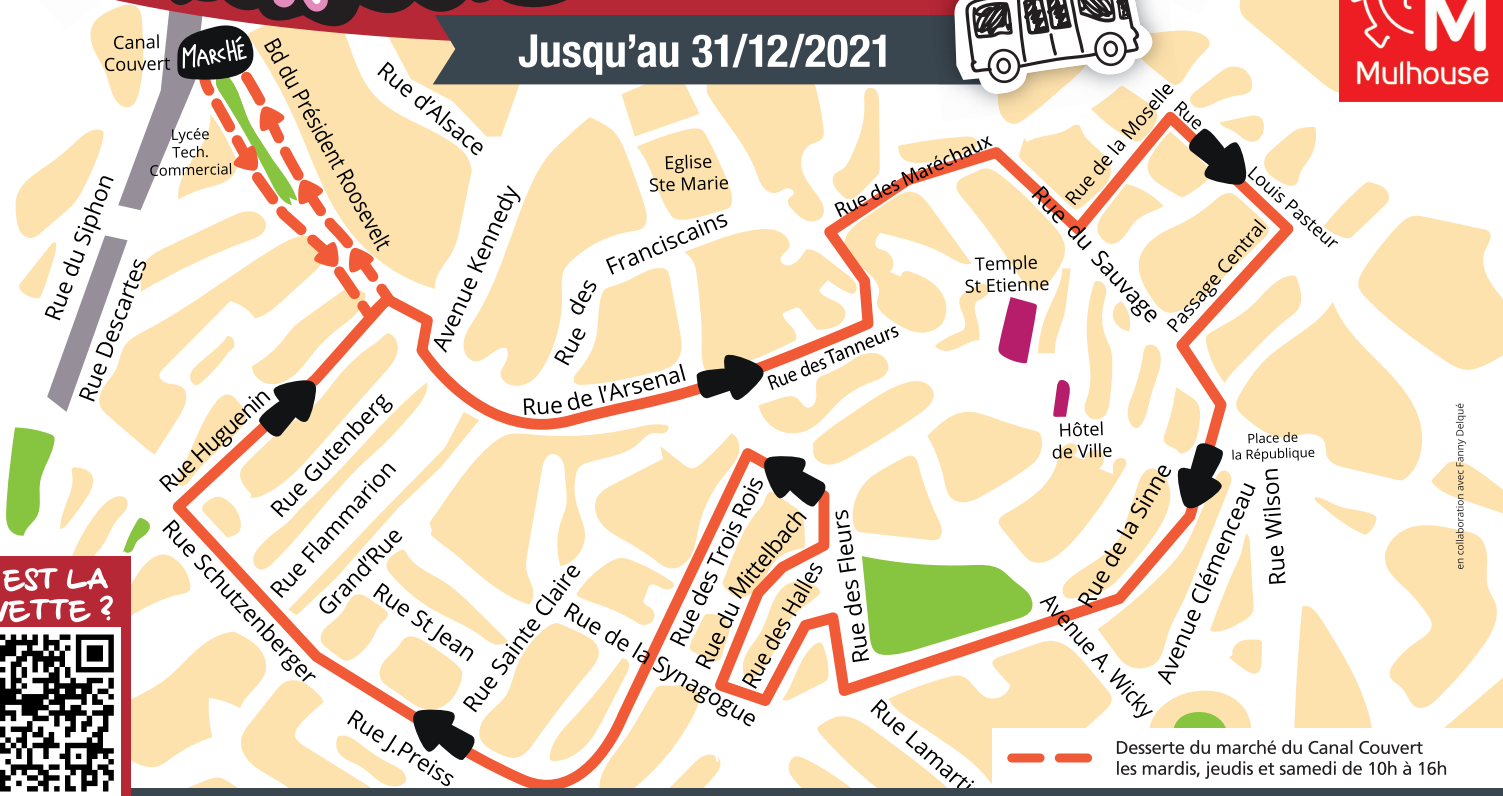 Jusqu'au 31/12/2021
M
Mulhouse
Canal
Couvert
MARCHÉ
Bd du Président Roosevelt
Rue d'Alsace
Lycée
Tech.
Commercial
Rue du Siphon
Rue Descartes
Avenue Kennedy
Eglise
Ste Marie
Rue des Franciscains
Rue des Maréchaux
Rue de la Moselle
Rue Louis Pasteur
Rue du Sauvage
Passage Central
Temple
St Etienne
Rue de l'Arsenal
Rue des Tanneurs
Hôtel
de Ville
Place de
la République
Rue Wilson
Rue Huguenin
Rue Gutenberg
Rue Flammarion
Grand'Rue
Rue Schutzenberger
Rue St Jean
Rue Sainte Claire
Rue de la Synagogue
Rue J.Preiss
Rue des Trois Rois
Rue du Mittelbach
Rue des Halles
Rue des Fleurs
Rue de la Sinne
Avenue Clémenceau
Avenue A. Wicky
Rue Lamarti
EST LA
VETTE ?
en collaboration avec Fanny Delqué
Desserte du marché du Canal Couvert
les mardis, jeudis et samedi de 10h à 16h